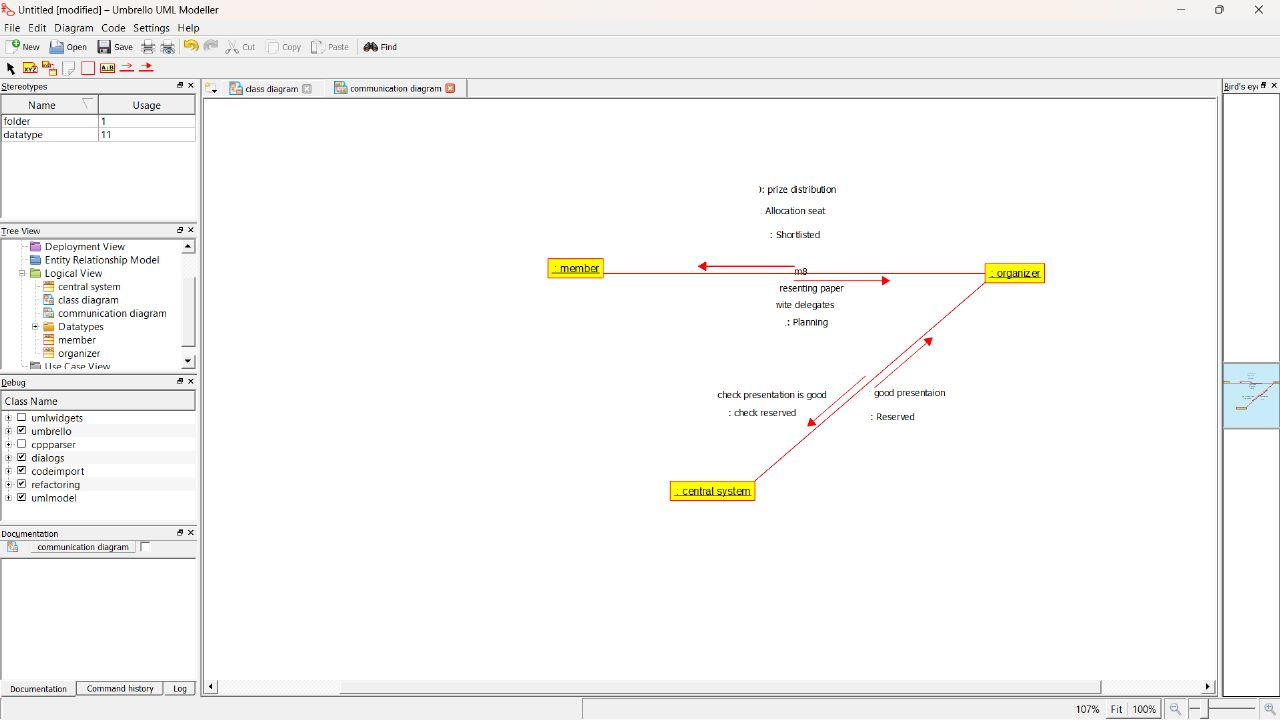 Untitled [modified] – Umbrello UML Modeller
File Edit Diagram Code Settings Help
New Open Save Cut Copy Paste Find
Stereotypes
Name Usage
folder 1
datatype 11
Tree View
Deployment View
Entity Relationship Model
Logical View
central system
class diagram
communication diagram
Datatypes
member
organizer
Use Case View
Debug
Class Name
umlwidgets
umbrello
cppparser
dialogs
codeimport
refactoring
umlmodel
Documentation
communication diagram
Documentation Command history Log
class diagram communication diagram
): prize distribution
Allocation seat
: Shortlisted
: member
m8
: organizer
resenting paper
vite delegates
.: Planning
check presentation is good
good presentaion
: check reserved
: Reserved
: central system
Bird's ey
107% Fit 100%